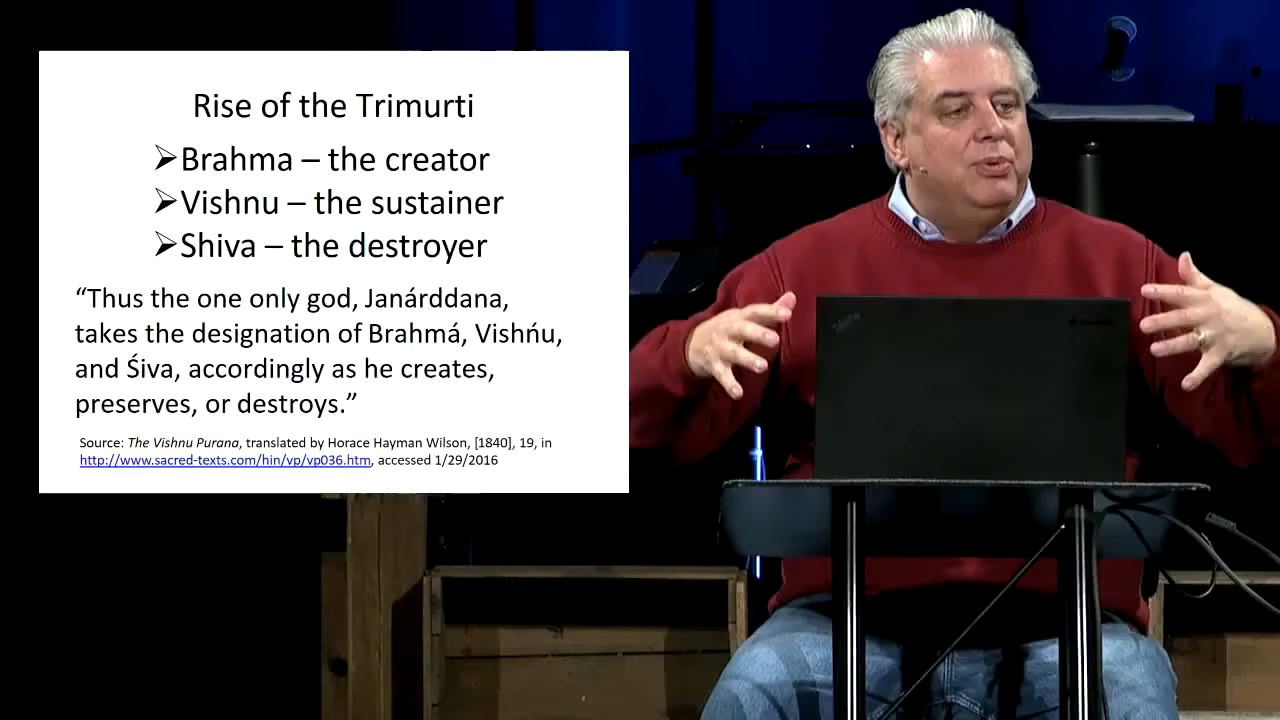 Rise of the Trimurti
➢Brahma – the creator
➢Vishnu – the sustainer
➢Shiva – the destroyer
“Thus the one only god, Janárddana,
takes the designation of Brahmá, Vishńu,
and Śiva, accordingly as he creates,
preserves, or destroys.”
Source: The Vishnu Purana, translated by Horace Hayman Wilson, [1840], 19, in
http://www.sacred-texts.com/hin/vp/vp036.htm, accessed 1/29/2016
ThinkPad